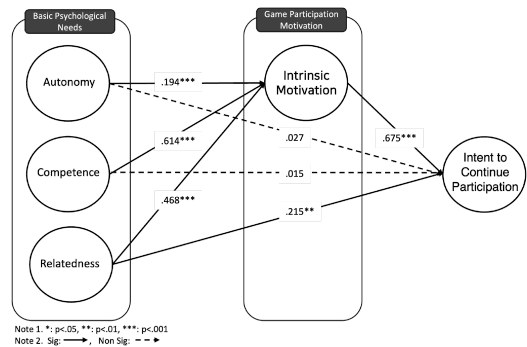 Basic Psychological
Needs
Game Participation
Motivation
Autonomy
.194***
Intrinsic
Motivation
.614***
.027
.675***
Competence
.015
Intent to
Continue
Participation
.468***
.215**
Relatedness
Note 1. *: p<.05, **: p<.01, ***: p<.001
Note 2. Sig: , Non Sig: